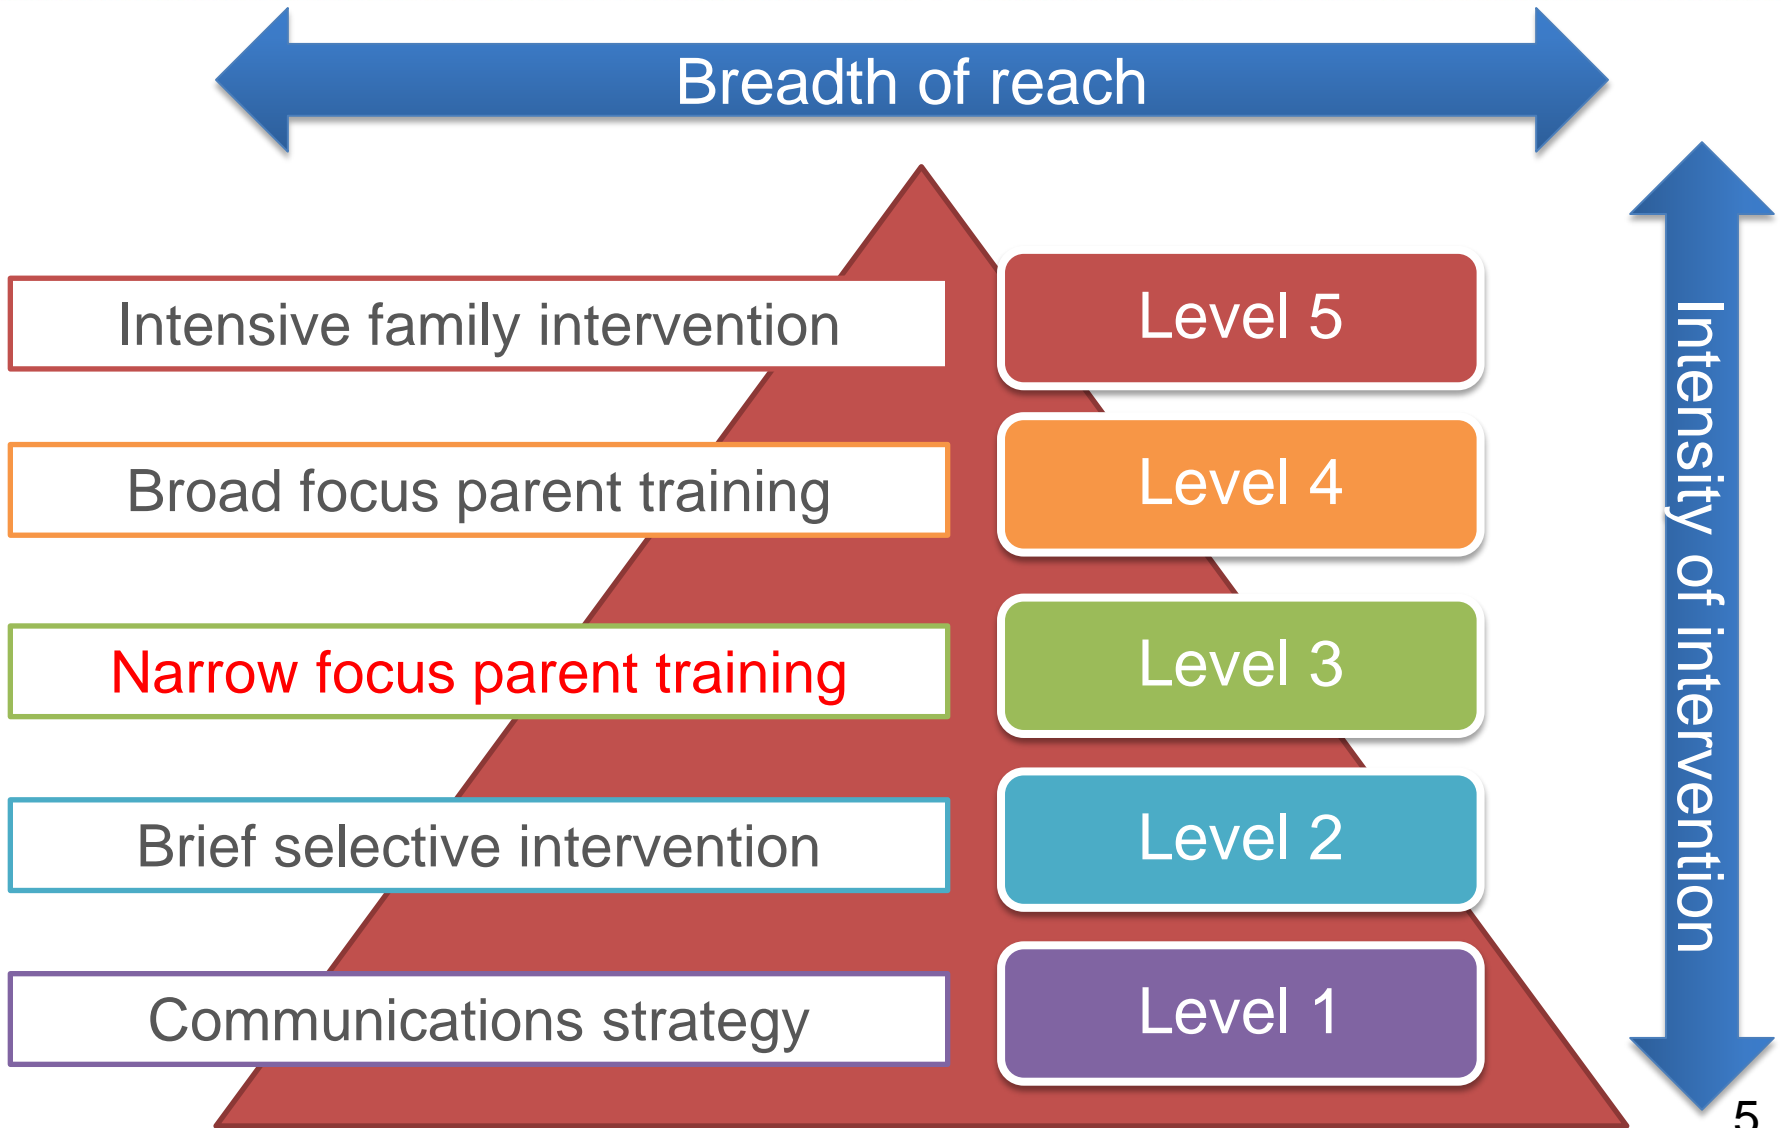 Breadth of reach
Intensive family intervention
Level 5
Broad focus parent training
Level 4
Narrow focus parent training
Level 3
Brief selective intervention
Level 2
Communications strategy
Level 1
Intensity of intervention
5